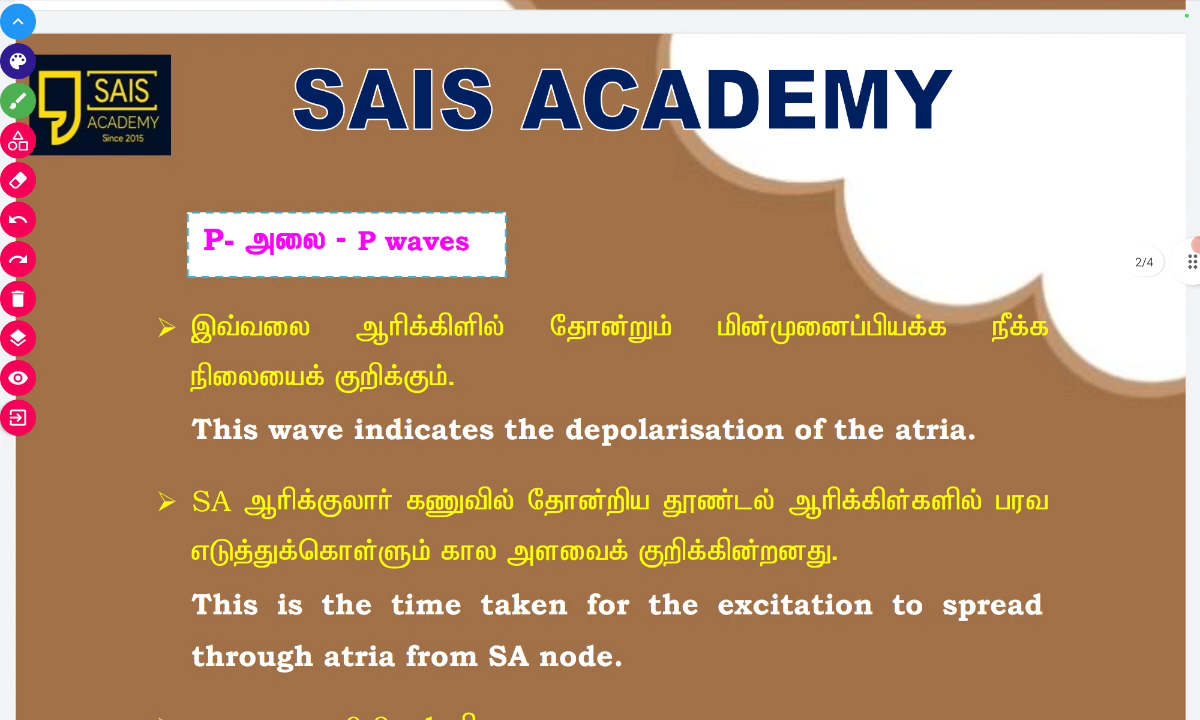 SAIS
ACADEMY
Since 2015
SAIS ACADEMY
P- அலை - P waves
2/4
இவ்வலை ஆரிக்கிளில் தோன்றும் மின்முனைப்பியக்க நீக்க
நிலையைக் குறிக்கும்.
This wave indicates the depolarisation of the atria.
SA ஆரிக்குலார் கணுவில் தோன்றிய தூண்டல் ஆரிக்கிள்களில் பரவ
எடுத்துக்கொள்ளும் கால அளவைக் குறிக்கின்றனது.
This is the time taken for the excitation to spread
through atria from SA node.